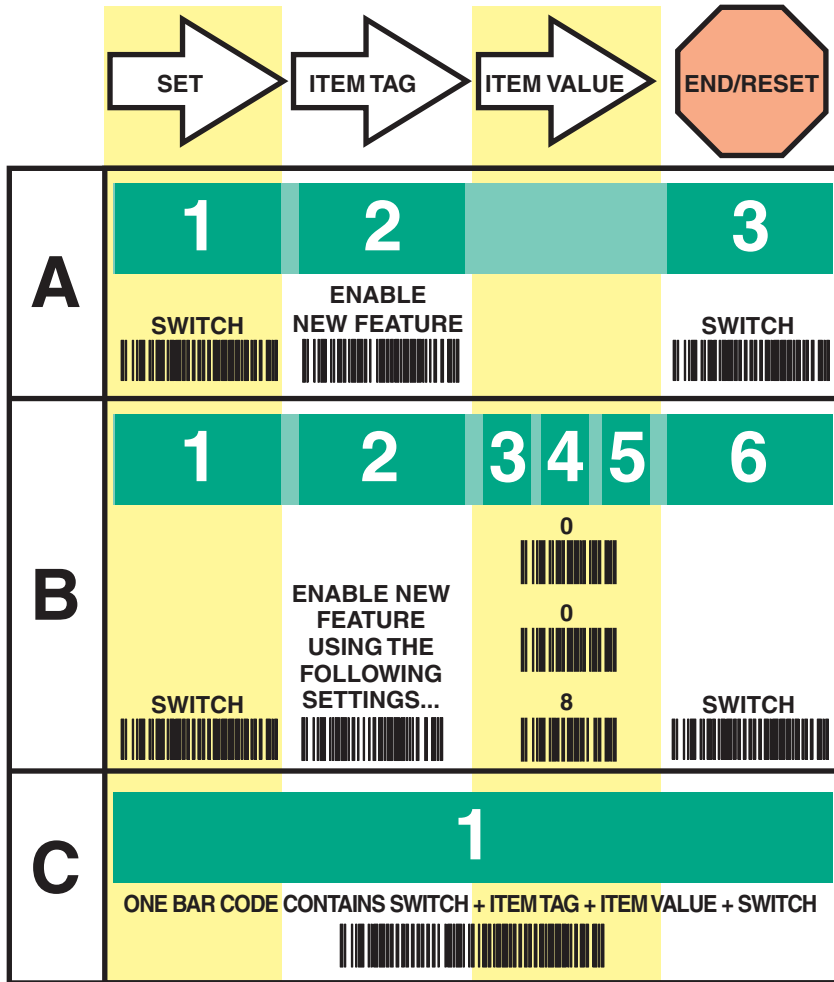 SET
ITEM TAG
ITEM VALUE
END/RESET
A
1
2
3
SWITCH
ENABLE
NEW FEATURE
SWITCH
B
1
2
3
4
5
6
SWITCH
ENABLE NEW
FEATURE
USING THE
FOLLOWING
SETTINGS...
0
0
8
SWITCH
C
1
ONE BAR CODE CONTAINS SWITCH + ITEM TAG + ITEM VALUE + SWITCH